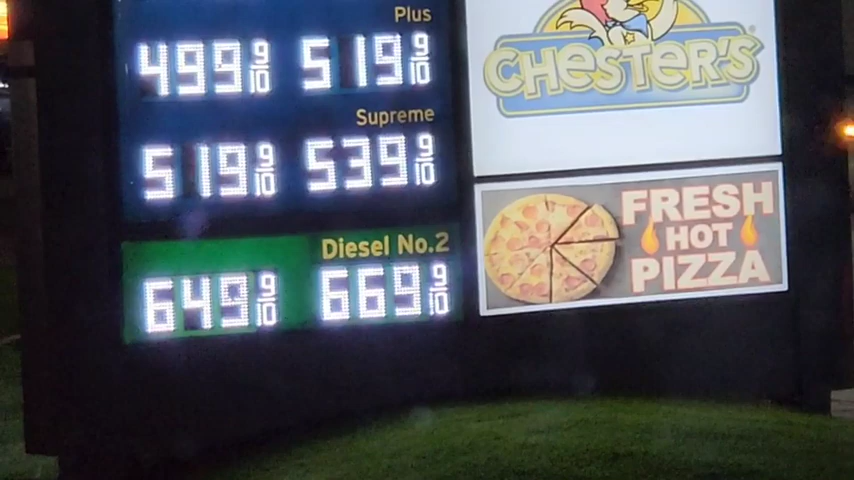 Plus
499 9/10 519 9/10
Supreme
519 9/10 539 9/10
Diesel No.2
649 9/10 669 9/10
CHESTER'S®
FRESH
HOT
PIZZA